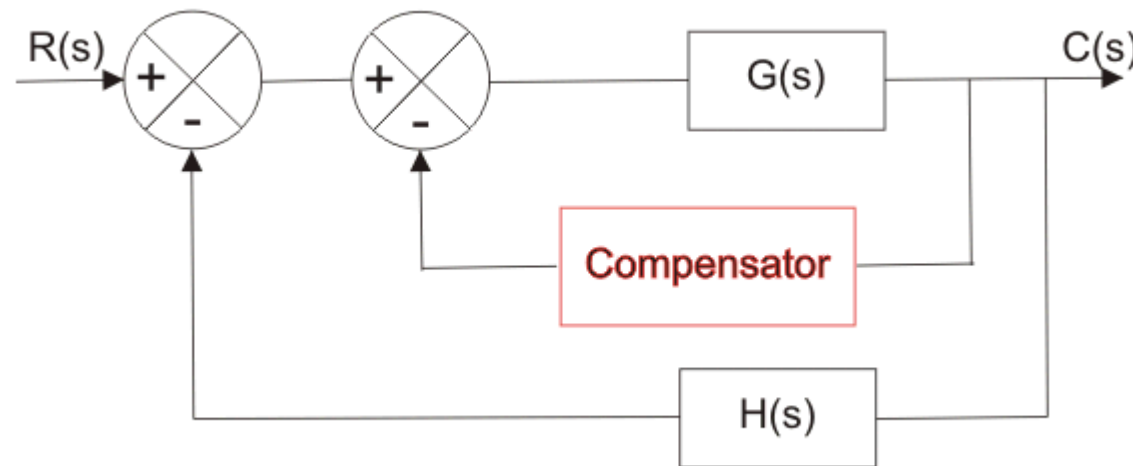 R(s)
+
-
+
-
G(s)
C(s)
Compensator
H(s)